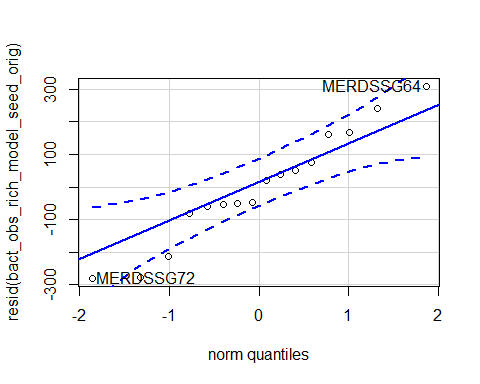 resid(bact_obs_rich_model_seed_orig)
300
100
-100
-300
MERDSSG64
MERDSSG72
-2
-1
0
1
2
norm quantiles